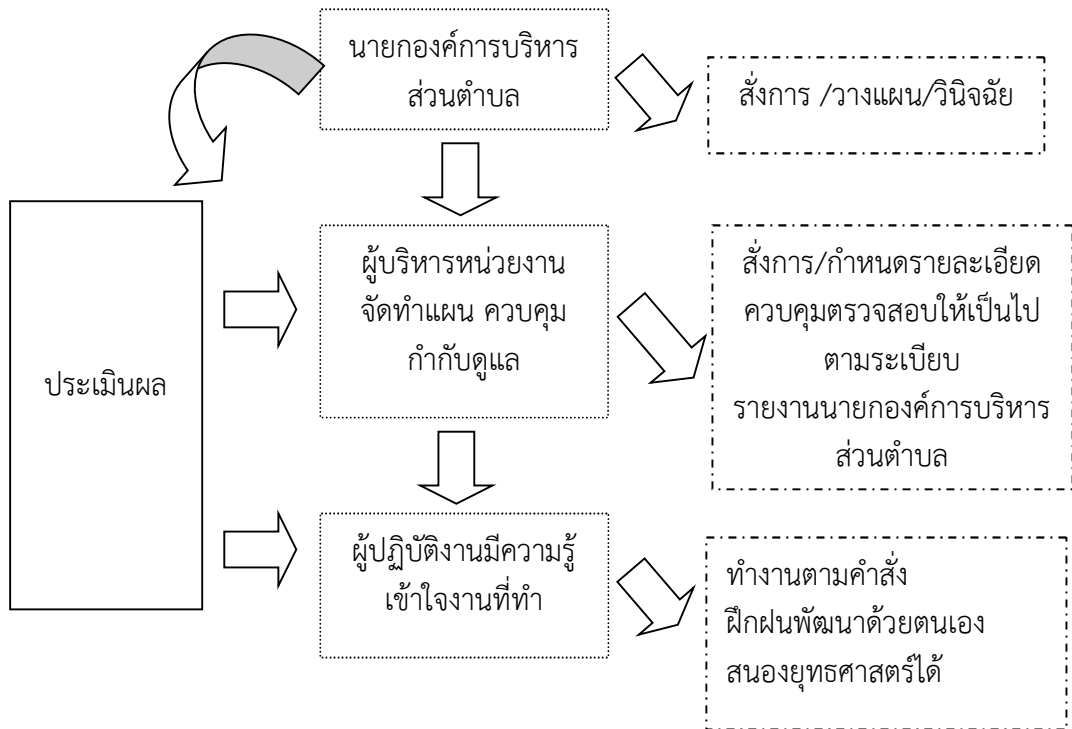 นายกองค์การบริหาร
ส่วนตำบล
สั่งการ /วางแผน/วินิจฉัย
ประเมินผล
ผู้บริหารหน่วยงาน
จัดทำแผน ควบคุม
กำกับดูแล
สั่งการ/กำหนดรายละเอียด
ควบคุมตรวจสอบให้เป็นไป
ตามระเบียบ
รายงานนายกองค์การบริหาร
ส่วนตำบล
ผู้ปฏิบัติงานมีความรู้
เข้าใจงานที่ทำ
ทำงานตามคำสั่ง
ฝึกฝนพัฒนาด้วยตนเอง
สนองยุทธศาสตร์ได้